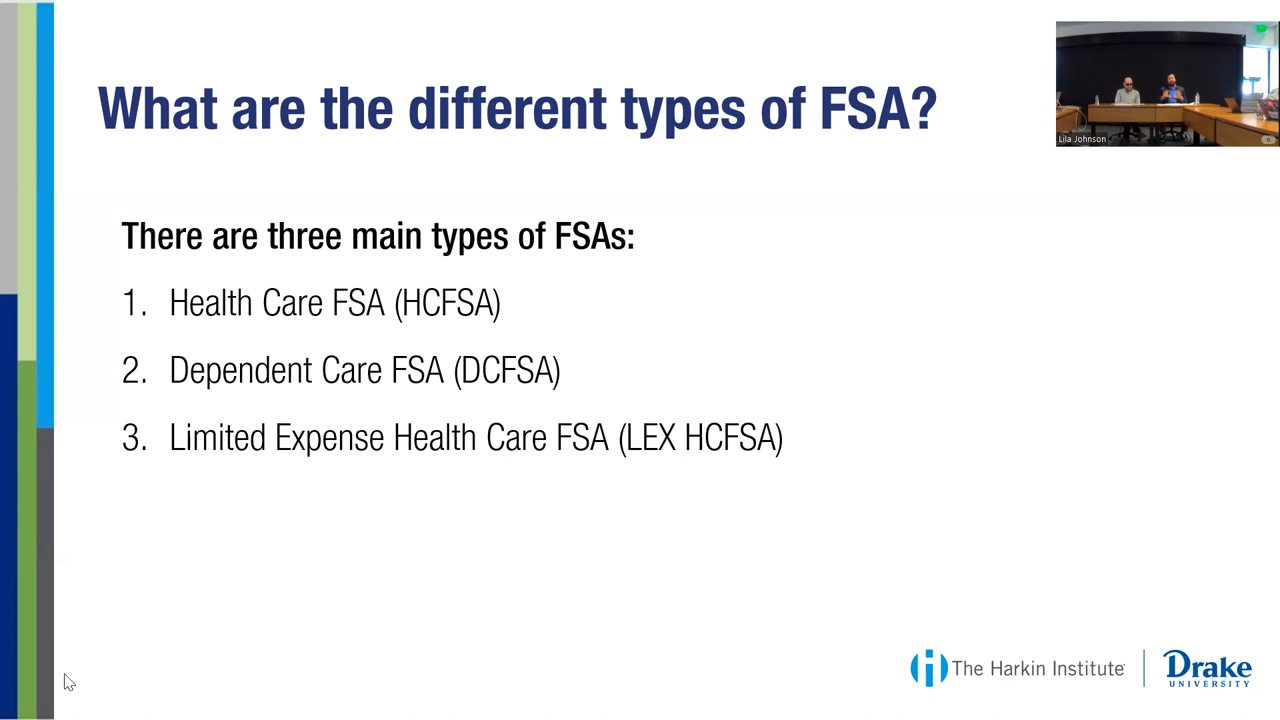 What are the different types of FSA?
Lila Johnson
There are three main types of FSAs:
1. Health Care FSA (HCFSA)
2. Dependent Care FSA (DCFSA)
3. Limited Expense Health Care FSA (LEX HCFSA)
The Harkin Institute
Drake
UNIVERSITY